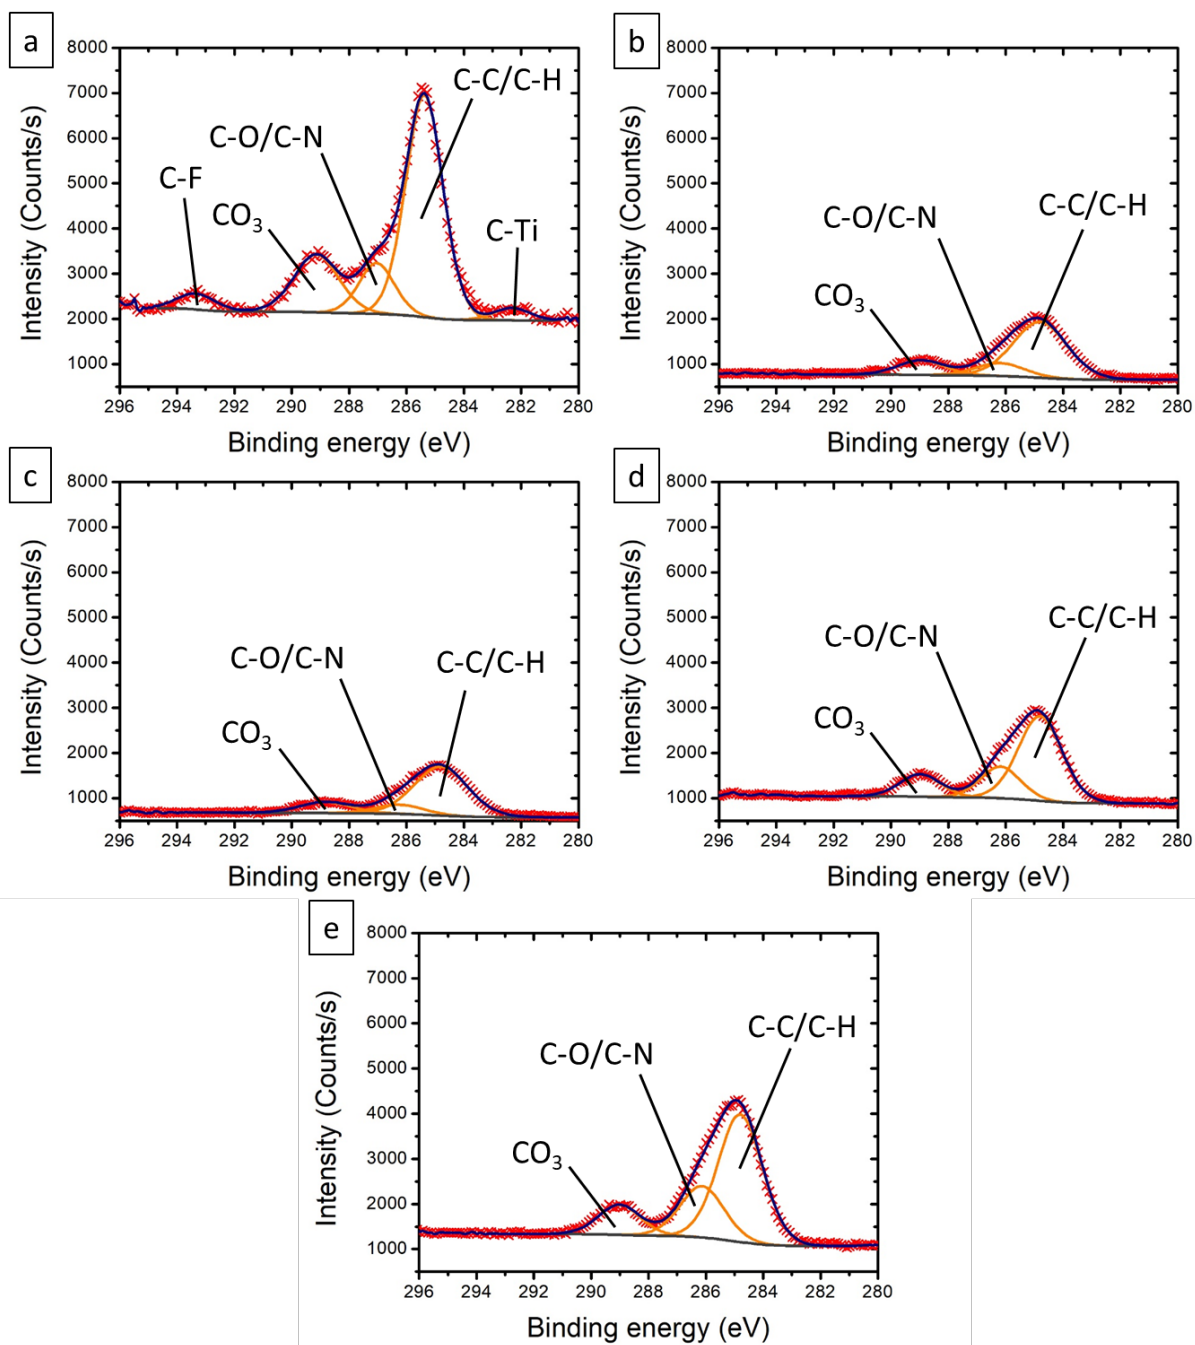 a
8000
7000
6000
5000
4000
3000
2000
1000
Intensity (Counts/s)
C-F
CO₃
C-O/C-N
C-C/C-H
C-Ti
296 294 292 290 288 286 284 282 280
Binding energy (eV)
b
8000
7000
6000
5000
4000
3000
2000
1000
Intensity (Counts/s)
CO₃
C-O/C-N
C-C/C-H
296 294 292 290 288 286 284 282 280
Binding energy (eV)
c
8000
7000
6000
5000
4000
3000
2000
1000
Intensity (Counts/s)
CO₃
C-O/C-N
C-C/C-H
296 294 292 290 288 286 284 282 280
Binding energy (eV)
d
8000
7000
6000
5000
4000
3000
2000
1000
Intensity (Counts/s)
CO₃
C-O/C-N
C-C/C-H
296 294 292 290 288 286 284 282 280
Binding energy (eV)
e
8000
7000
6000
5000
4000
3000
2000
1000
Intensity (Counts/s)
CO₃
C-O/C-N
C-C/C-H
296 294 292 290 288 286 284 282 280
Binding energy (eV)